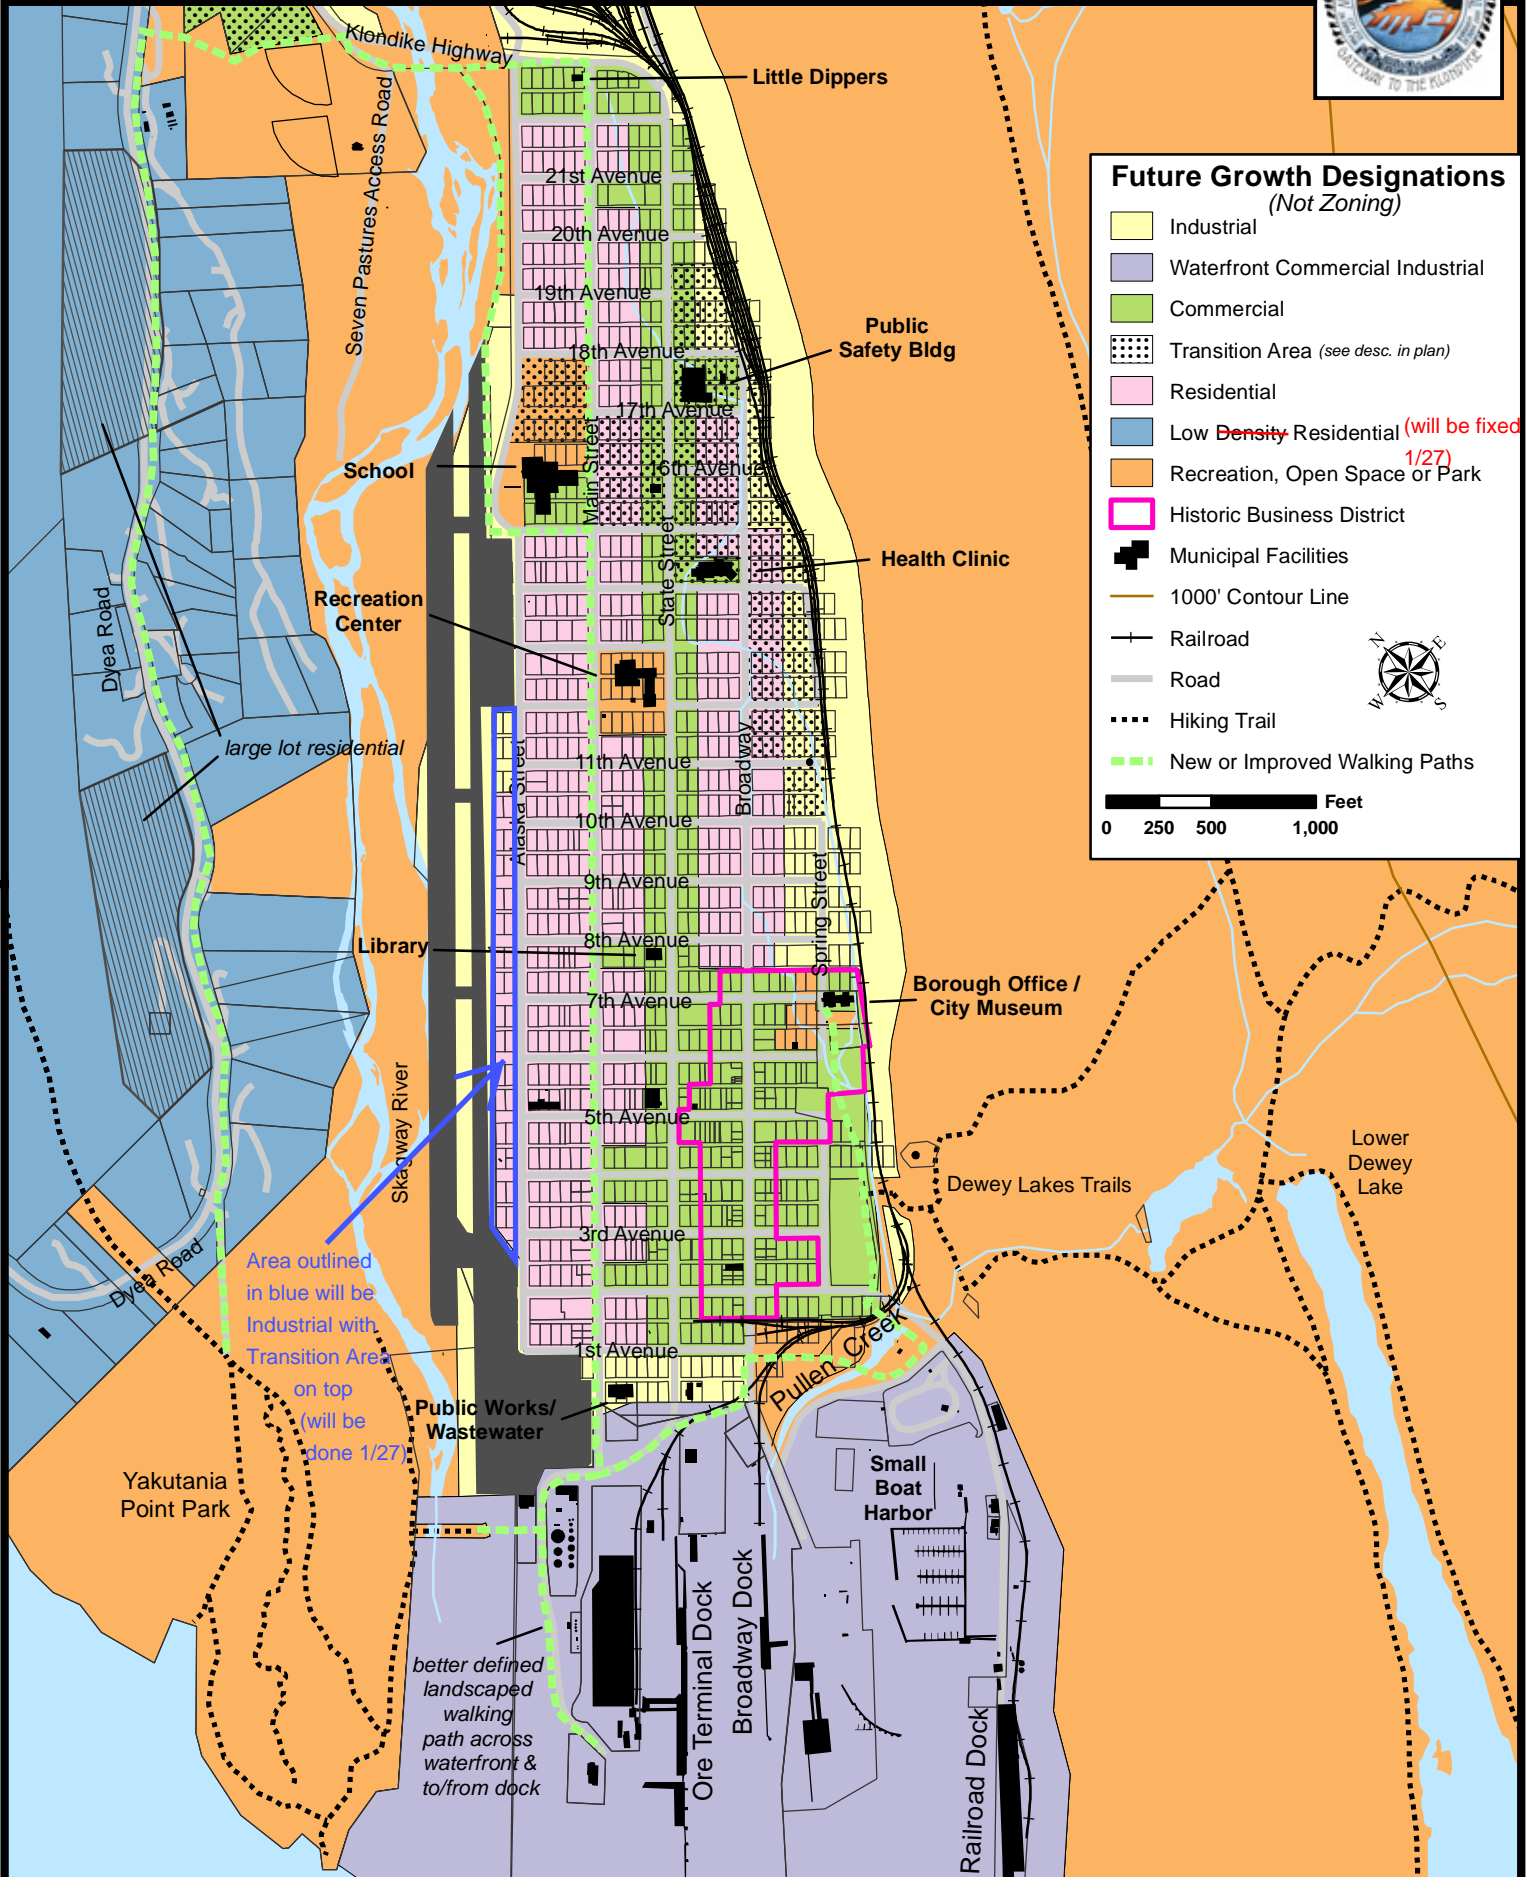 GATEWAY TO THE KLONDIKE
Klondike Highway
Little Dippers
Seven Pastures Access Road
21st Avenue
20th Avenue
19th Avenue
18th Avenue
17th Avenue
16th Avenue
Public
Safety Bldg
School
Main Street
State Street
Health Clinic
Recreation
Center
Dyea Road
large lot residential
Alaska Street
Broadway
11th Avenue
10th Avenue
9th Avenue
Spring Street
Library
8th Avenue
7th Avenue
Borough Office /
City Museum
Skagway River
5th Avenue
3rd Avenue
1st Avenue
Dewey Lakes Trails
Lower
Dewey
Lake
Dyea Road
Area outlined
in blue will be
Industrial with
Transition Area
on top
(will be
done 1/27)
Pullen Creek
Public Works/
Wastewater
Yakutania
Point Park
Small
Boat
Harbor
better defined
landscaped
walking
path across
waterfront &
to/from dock
Ore Terminal Dock
Broadway Dock
Railroad Dock
Future Growth Designations
(Not Zoning)
Industrial
Waterfront Commercial Industrial
Commercial
Transition Area (see desc. in plan)
Residential
Low Density Residential (will be fixed
1/27)
Recreation, Open Space or Park
Historic Business District
Municipal Facilities
1000' Contour Line
Railroad
Road
Hiking Trail
New or Improved Walking Paths
N
E
W
S
Feet
0 250 500 1,000